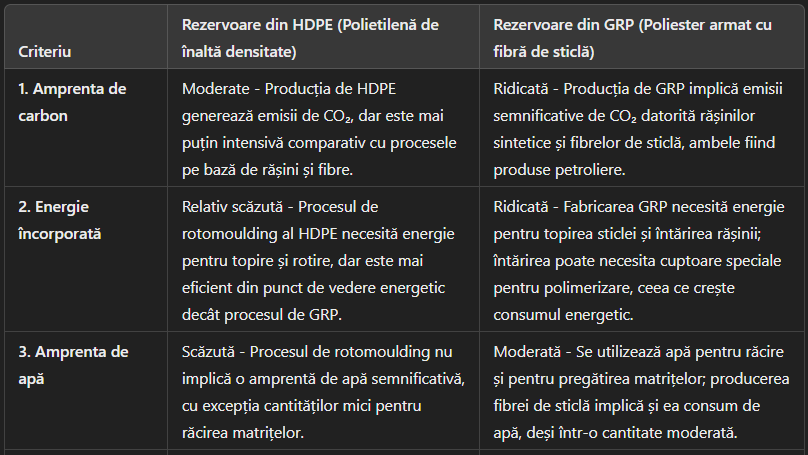 Criteriu
Rezervoare din HDPE (Polietilenă de
înaltă densitate)
Rezervoare din GRP (Poliester armat cu
fibră de sticlă)
1. Amprenta de
carbon
Moderate - Producția de HDPE
generează emisii de CO₂, dar este mai
puțin intensivă comparativ cu procesele
pe bază de rășini și fibre.
Ridicată - Producția de GRP implică emisii
semnificative de CO₂ datorită rășinilor
sintetice și fibrelor de sticlă, ambele fiind
produse petroliere.
2. Energie
încorporată
Relativ scăzută - Procesul de
rotomoulding al HDPE necesită energie
pentru topire și rotire, dar este mai
eficient din punct de vedere energetic
decât procesul de GRP.
Ridicată - Fabricarea GRP necesită energie
pentru topirea sticlei și întărirea rășinii;
întărirea poate necesita cuptoare speciale
pentru polimerizare, ceea ce crește
consumul energetic.
3. Amprenta de
apă
Scăzută - Procesul de rotomoulding nu
implică o amprentă de apă semnificativă,
cu excepția cantităților mici pentru
răcirea matrițelor.
Moderată - Se utilizează apă pentru răcire
și pentru pregătirea matrițelor; producerea
fibrei de sticlă implică și ea consum de
apă, deși într-o cantitate moderată.